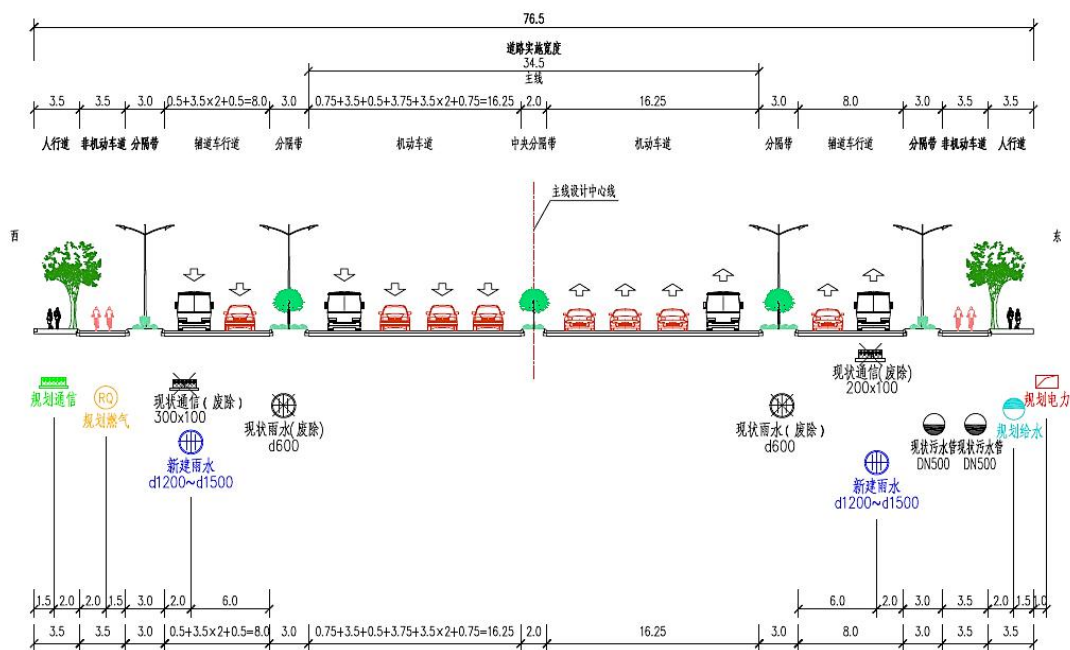 76.5
道路实施宽度
34.5
主线
3.5 3.5 3.0 0.5+3.5×2+0.5=8.0 3.0 0.75+3.5+0.5+3.75+3.5×2+0.75=16.25 2.0 16.25 3.0 8.0 3.0 3.5 3.5
人行道 非机动车道 分隔带 辅道车行道 分隔带 机动车道 中央分隔带 机动车道 分隔带 辅道车行道 分隔带 非机动车道 人行道
主线设计中心线
西
东
规划通信
RQ
规划燃气
现状通信(废除)
300x100
新建雨水
d1200~d1500
现状雨水(废除)
d600
现状雨水(废除)
d600
现状通信(废除)
200x100
新建雨水
d1200~d1500
现状污水管
DN500
现状污水管
DN500
规划给水
规划电力
1.5 2.0 2.0 1.5 3.0 2.0 6.0 6.0 2.0 3.0 3.5 2.0 1.5 1.0
3.5 3.5 3.0 0.5+3.5×2+0.5=8.0 3.0 0.75+3.5+0.5+3.75+3.5×2+0.75=16.25 2.0 16.25 3.0 8.0 3.0 3.5 3.5